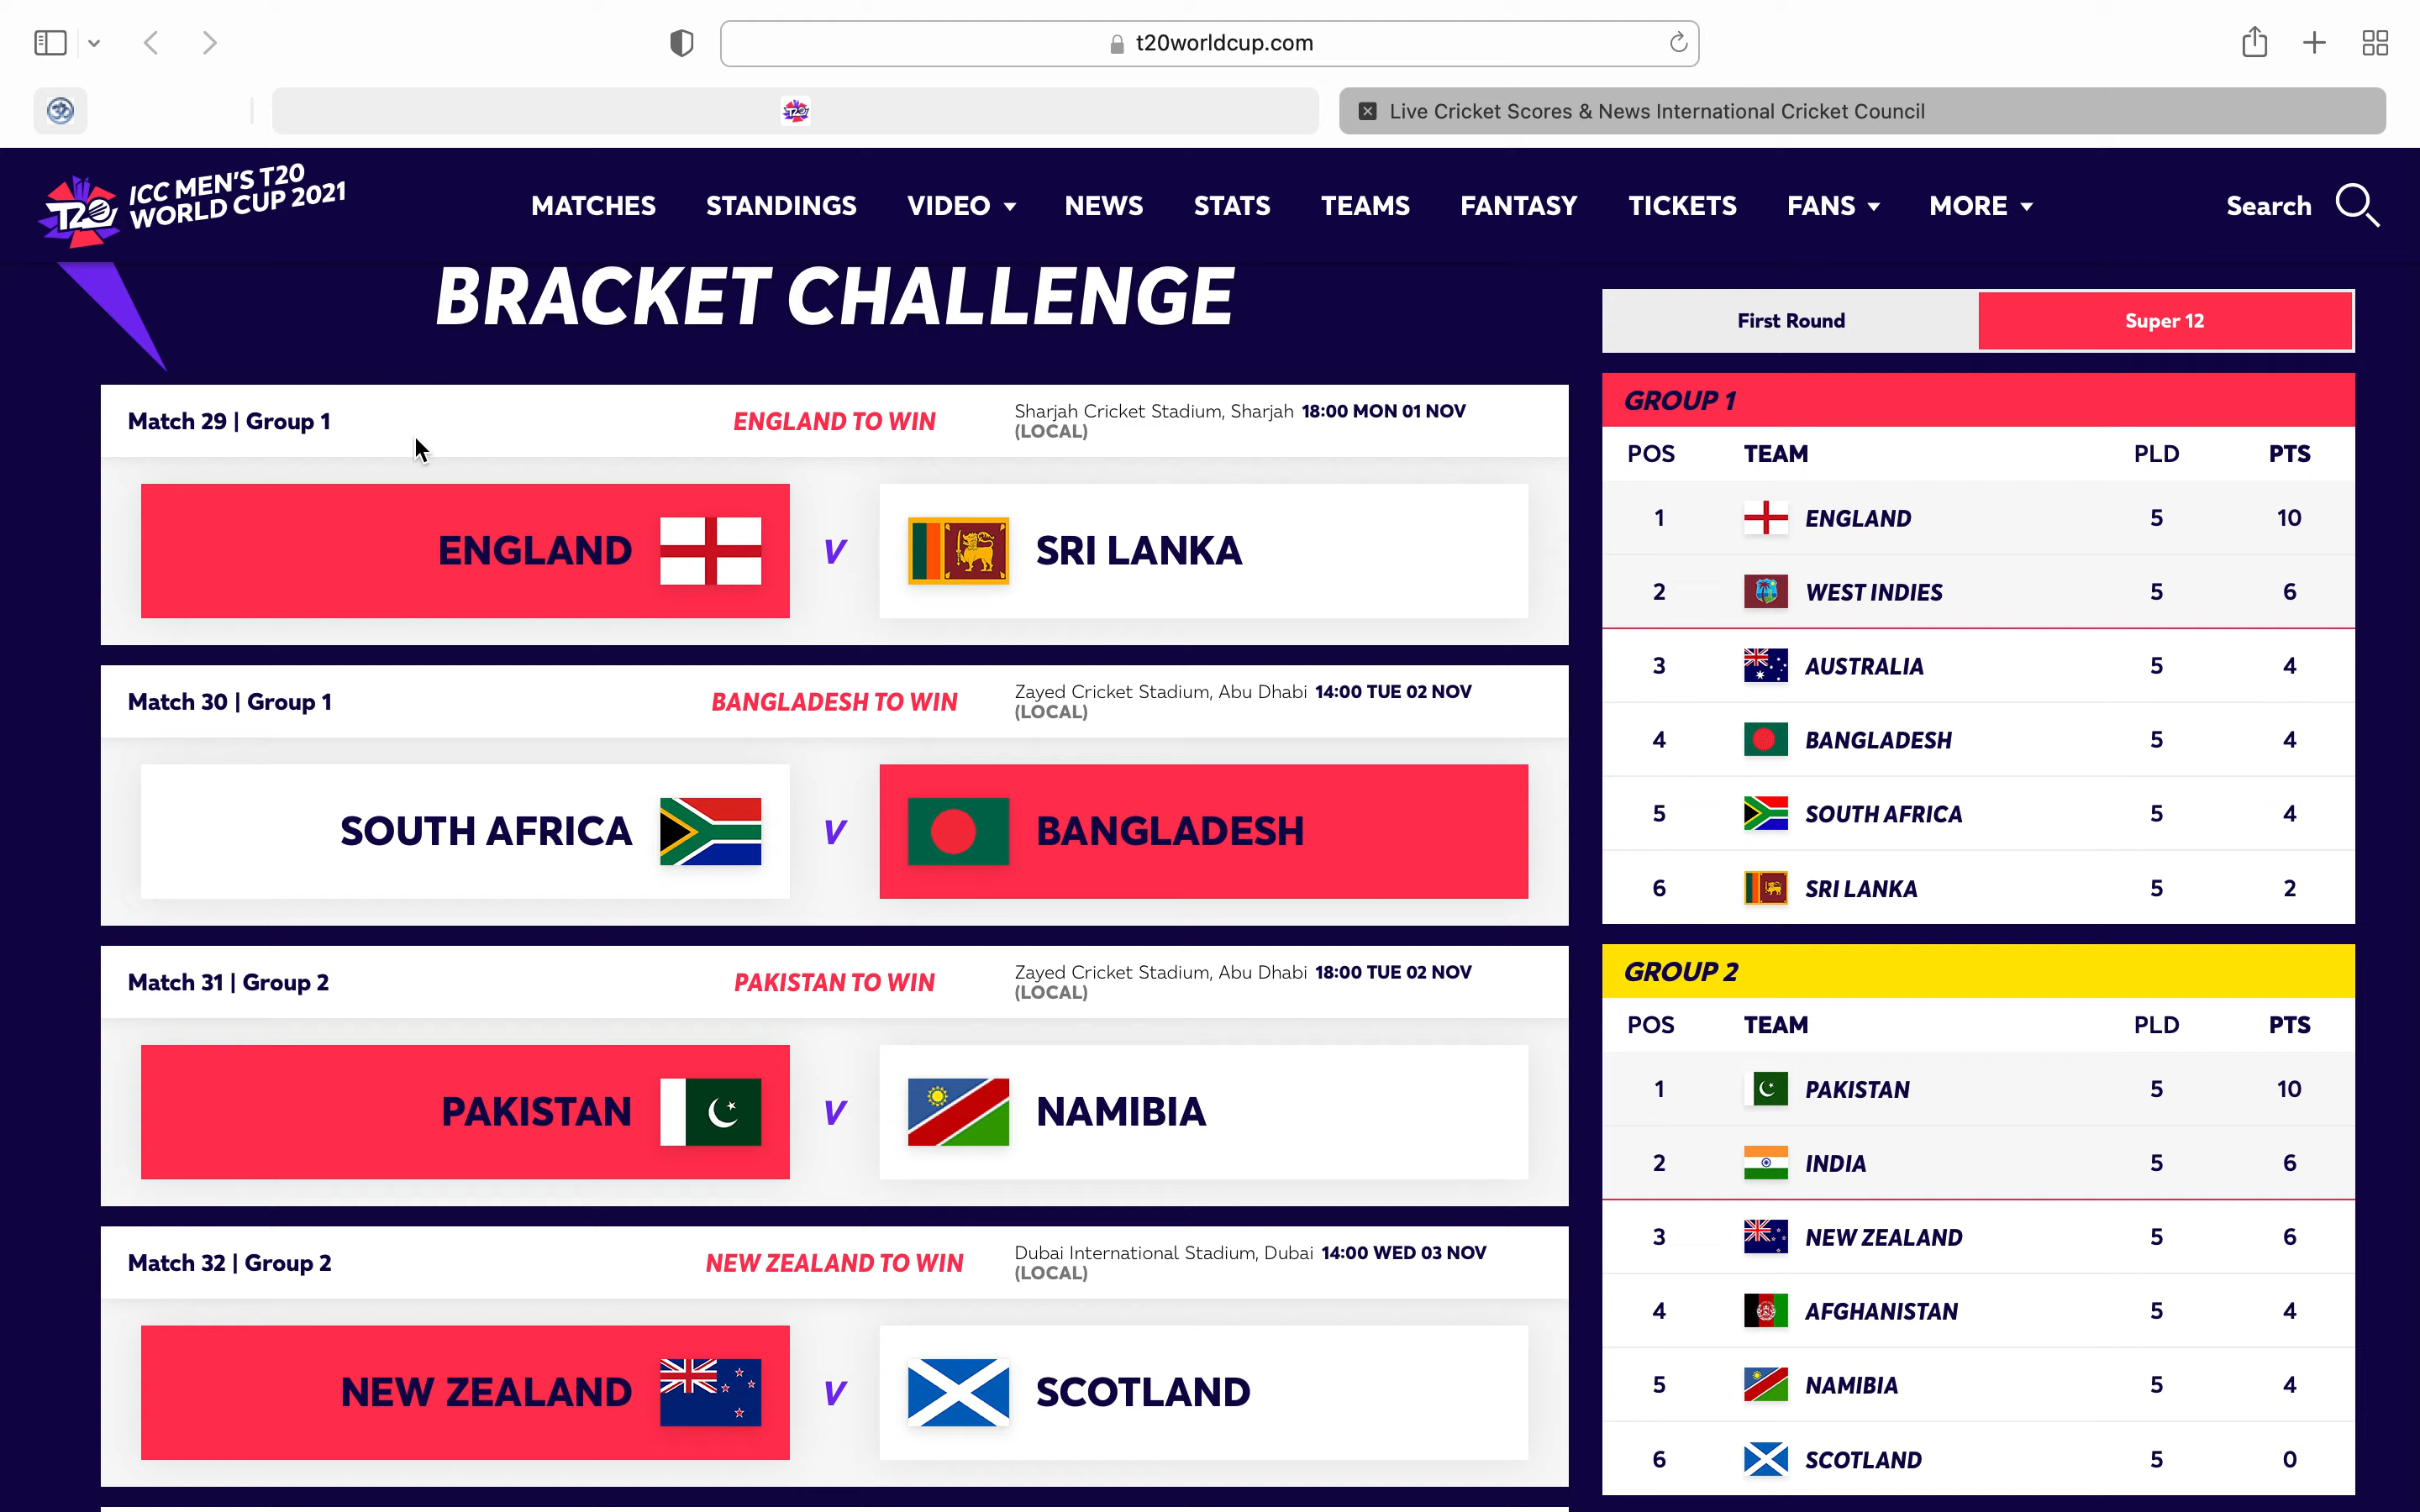 t20worldcup.com
Live Cricket Scores & News International Cricket Council
T20
ICC MEN'S T20
WORLD CUP 2021
MATCHES STANDINGS VIDEO NEWS STATS TEAMS FANTASY TICKETS FANS MORE Search
BRACKET CHALLENGE
Match 29 | Group 1
ENGLAND TO WIN
Sharjah Cricket Stadium, Sharjah 18:00 MON 01 NOV
(LOCAL)
ENGLAND V SRI LANKA
Match 30 | Group 1
BANGLADESH TO WIN
Zayed Cricket Stadium, Abu Dhabi 14:00 TUE 02 NOV
(LOCAL)
SOUTH AFRICA V BANGLADESH
Match 31 | Group 2
PAKISTAN TO WIN
Zayed Cricket Stadium, Abu Dhabi 18:00 TUE 02 NOV
(LOCAL)
PAKISTAN V NAMIBIA
Match 32 | Group 2
NEW ZEALAND TO WIN
Dubai International Stadium, Dubai 14:00 WED 03 NOV
(LOCAL)
NEW ZEALAND V SCOTLAND
First Round Super 12
GROUP 1
POS TEAM PLD PTS
1 ENGLAND 5 10
2 WEST INDIES 5 6
3 AUSTRALIA 5 4
4 BANGLADESH 5 4
5 SOUTH AFRICA 5 4
6 SRI LANKA 5 2
GROUP 2
POS TEAM PLD PTS
1 PAKISTAN 5 10
2 INDIA 5 6
3 NEW ZEALAND 5 6
4 AFGHANISTAN 5 4
5 NAMIBIA 5 4
6 SCOTLAND 5 0